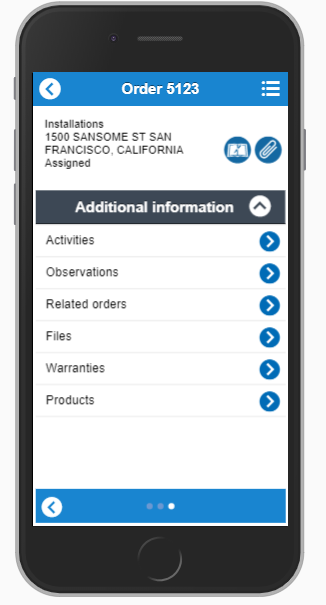 Order 5123
Installations
1500 SANSOME ST SAN
FRANCISCO, CALIFORNIA
Assigned
Additional information
Activities
Observations
Related orders
Files
Warranties
Products